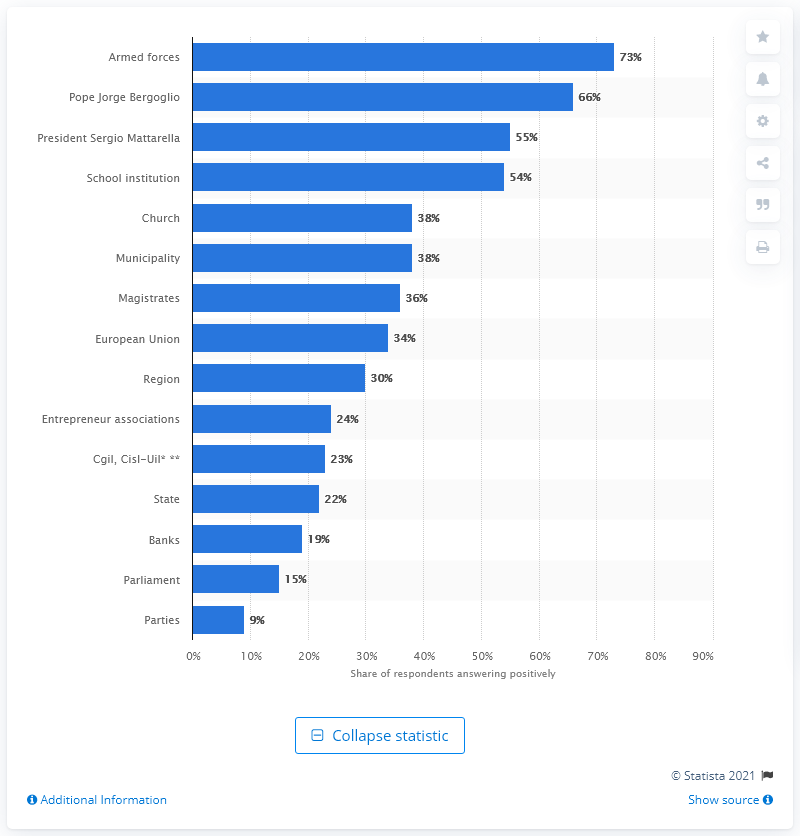 Armed forces 73%
Pope Jorge Bergoglio 66%
President Sergio Mattarella 55%
School institution 54%
Church 38%
Municipality 38%
Magistrates 36%
European Union 34%
Region 30%
Entrepreneur associations 24%
Cgil, Cisl-Uil* ** 23%
State 22%
Banks 19%
Parliament 15%
Parties 9%
0% 10% 20% 30% 40% 50% 60% 70% 80% 90%
Share of respondents answering positively
Collapse statistic
© Statista 2021
Additional Information Show source